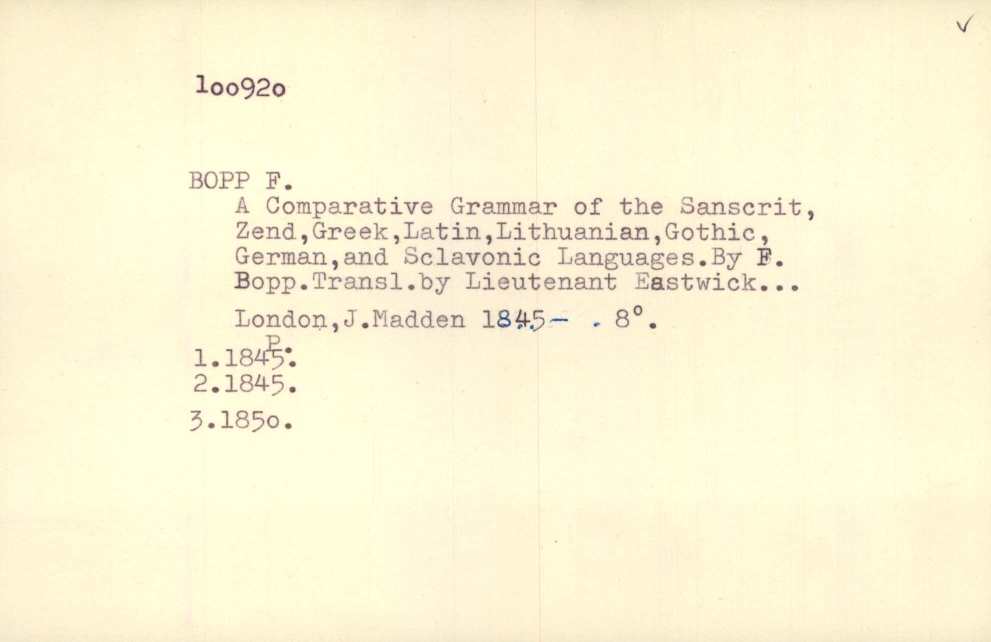 loo92o
BOPP F.
A Comparative Grammar of the Sanscrit,
Zend,Greek,Latin,Lithuanian,Gothic,
German,and Sclavonic Languages.By F.
Bopp.Transl.by Lieutenant Eastwick...
London,J.Madden 1845– . 8°.
P.
1.1845.
2.1845.
3.185o.